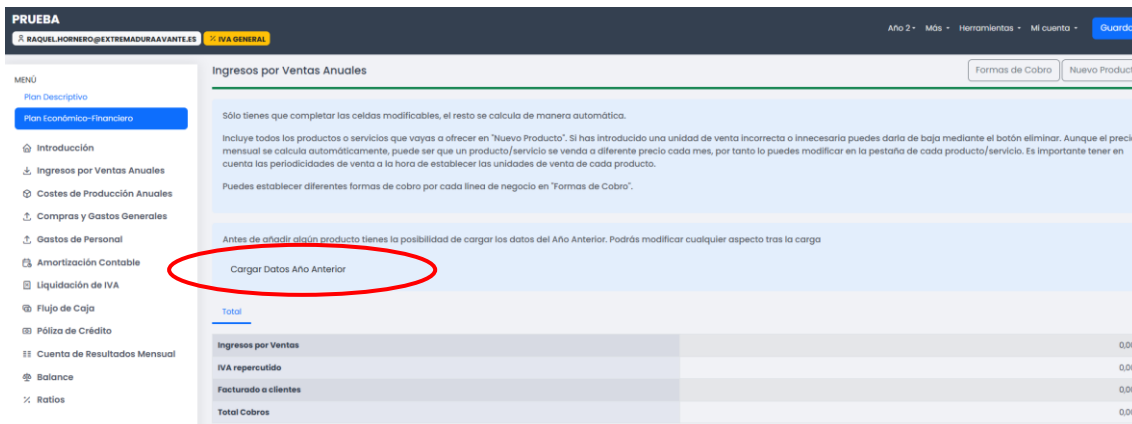 PRUEBA
RAQUEL.HORNERO@EXTREMADURAAVANTE.ES
% IVA GENERAL
Año 2
Más
Herramientas
Mi cuenta
Guarda
MENÚ
Plan Descriptivo
Plan Económico-Financiero
Introducción
Ingresos por Ventas Anuales
Costes de Producción Anuales
Compras y Gastos Generales
Gastos de Personal
Amortización Contable
Liquidación de IVA
Flujo de Caja
Póliza de Crédito
Cuenta de Resultados Mensual
Balance
Ratios
Ingresos por Ventas Anuales
Formas de Cobro
Nuevo Product
Sólo tienes que completar las celdas modificables, el resto se calcula de manera automática.
Incluye todos los productos o servicios que vayas a ofrecer en "Nuevo Producto". Si has introducido una unidad de venta incorrecta o innecesaria puedes darla de baja mediante el botón eliminar. Aunque el preci
mensual se calcula automáticamente, puede ser que un producto/servicio se venda a diferente precio cada mes, por tanto lo puedes modificar en la pestaña de cada producto/servicio. Es importante tener en
cuenta las periodicidades de venta a la hora de establecer las unidades de venta de cada producto.
Puedes establecer diferentes formas de cobro por cada línea de negocio en "Formas de Cobro".
Antes de añadir algún producto tienes la posibilidad de cargar los datos del Año Anterior. Podrás modificar cualquier aspecto tras la carga
Cargar Datos Año Anterior
Total
Ingresos por Ventas 0,00
IVA repercutido 0,00
Facturado a clientes 0,00
Total Cobros 0,00